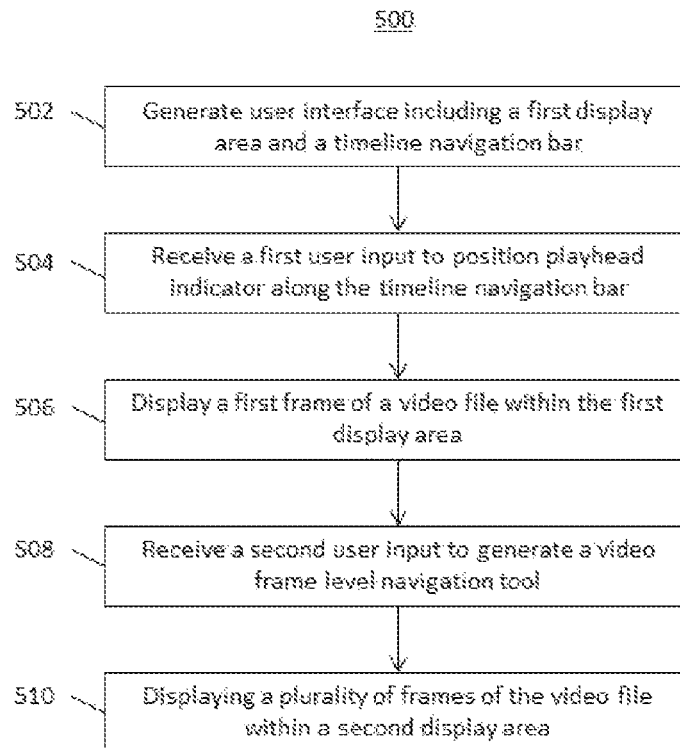 500
502
Generate user interface including a first display
area and a timeline navigation bar
504
Receive a first user input to position playhead
indicator along the timeline navigation bar
506
Display a first frame of a video file within the first
display area
508
Receive a second user input to generate a video
frame level navigation tool
510
Displaying a plurality of frames of the video file
within a second display area